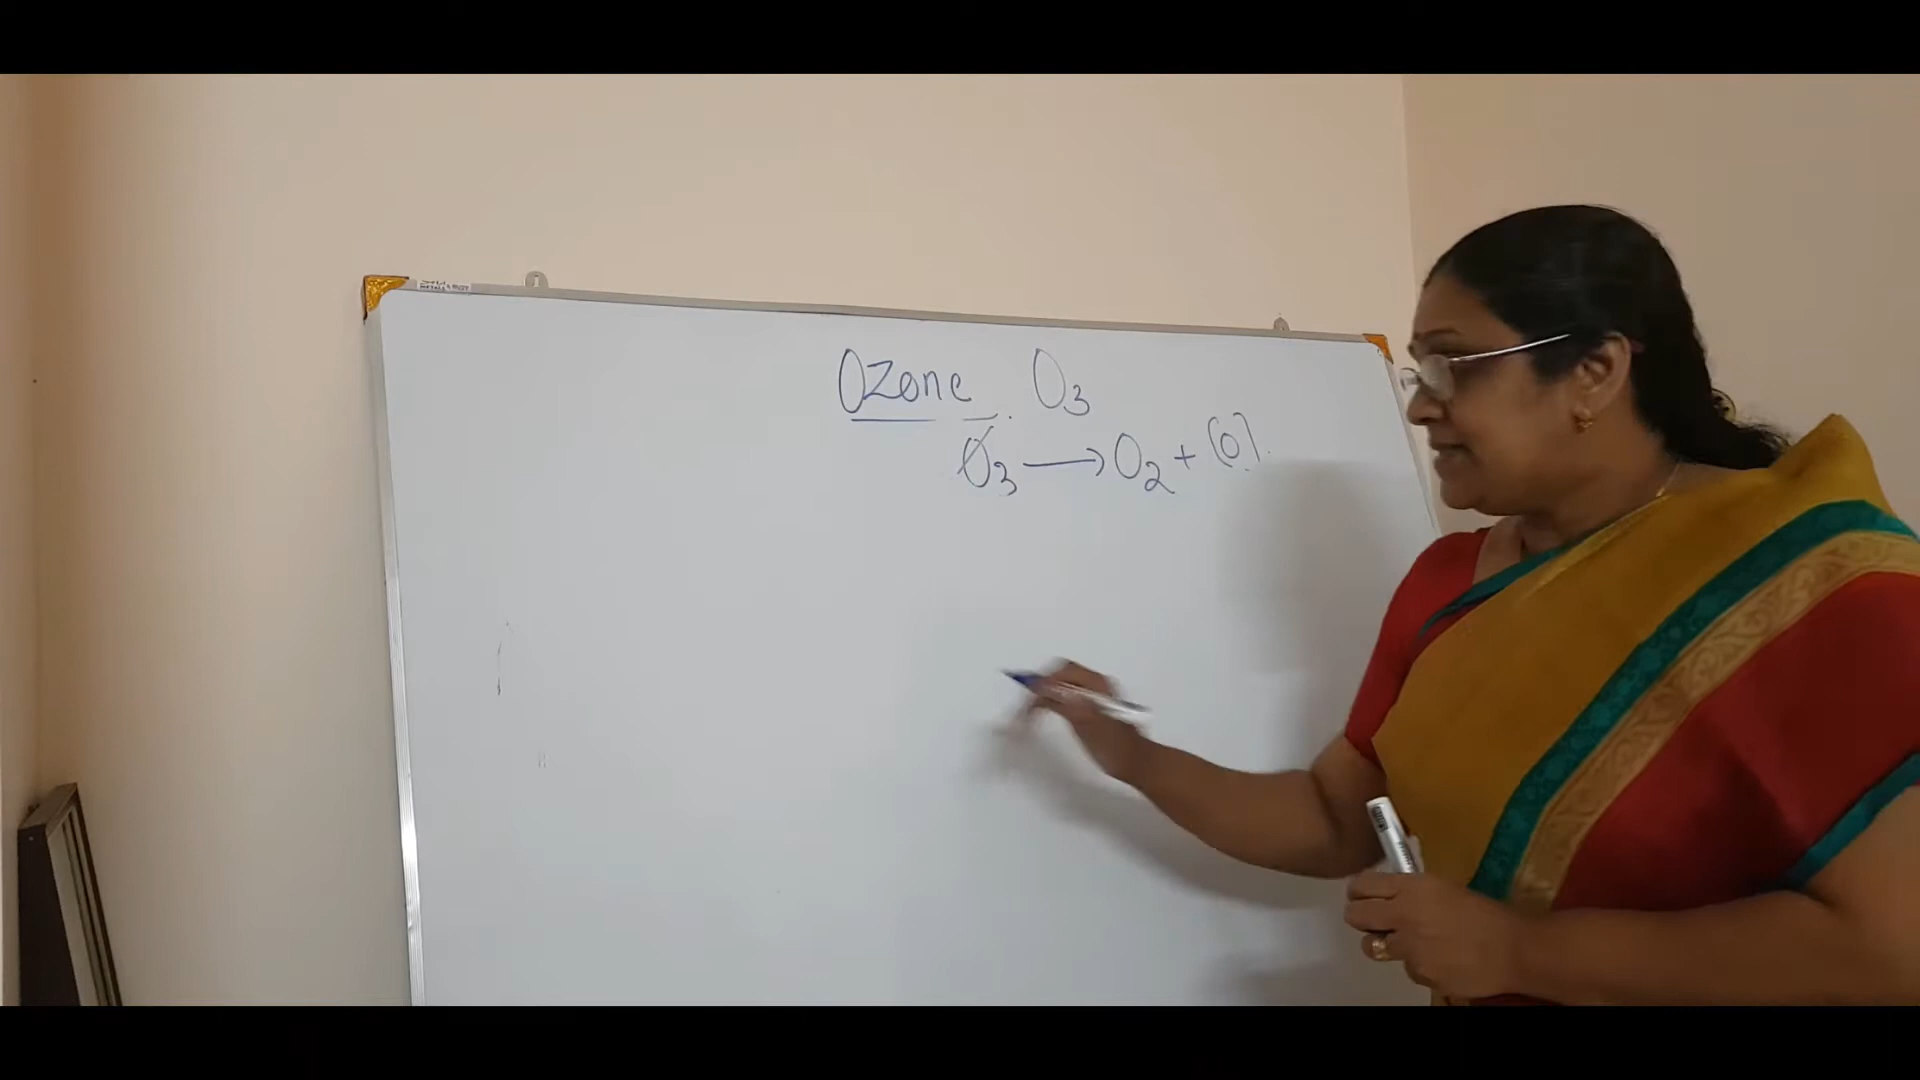 Ozone O₃
O₃ ⟶ O₂ + [O].